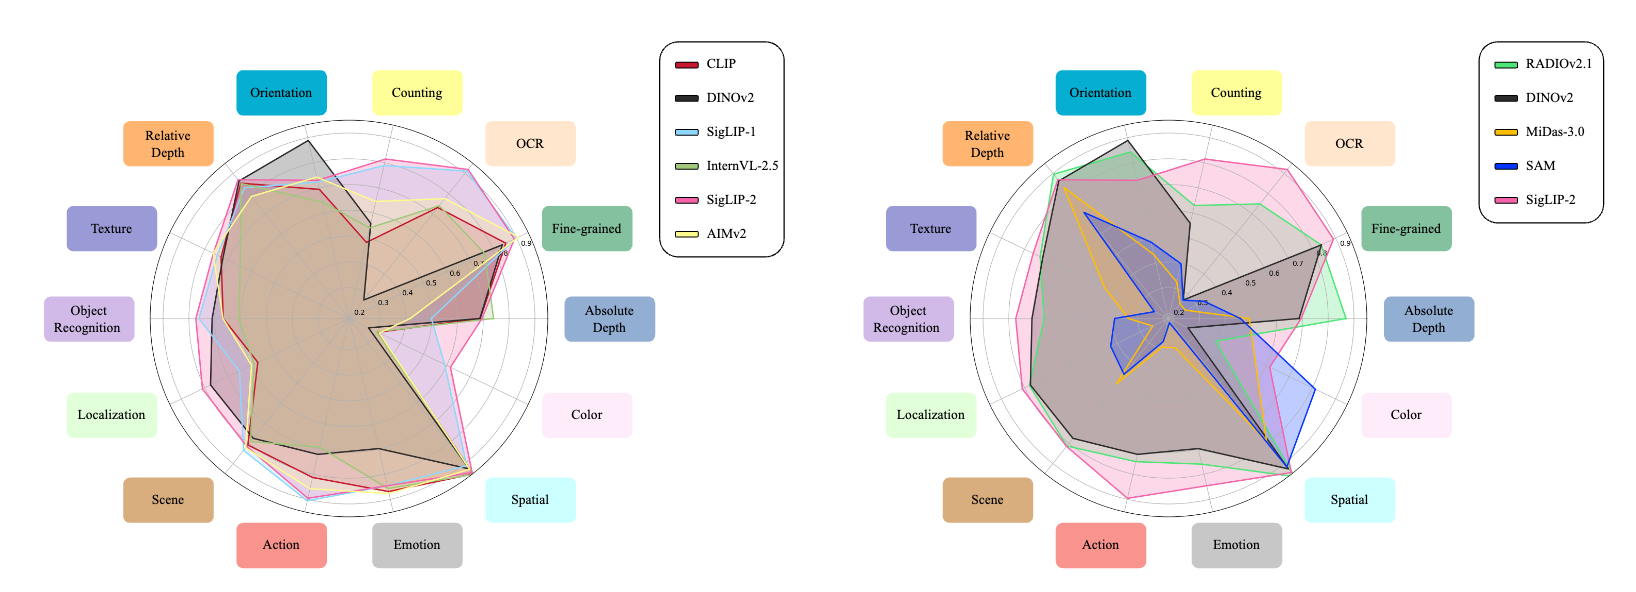 Orientation
Counting
Relative
Depth
OCR
Texture
Fine-grained
Object
Recognition
Absolute
Depth
Localization
Color
Scene
Spatial
Action
Emotion
0.2
0.3
0.4
0.5
0.6
0.7
0.8
0.9
CLIP
DINOv2
SigLIP-1
InternVL-2.5
SigLIP-2
AIMv2
Orientation
Counting
Relative
Depth
OCR
Texture
Fine-grained
Object
Recognition
Absolute
Depth
Localization
Color
Scene
Spatial
Action
Emotion
0.2
0.3
0.4
0.5
0.6
0.7
0.8
0.9
RADIOv2.1
DINOv2
MiDas-3.0
SAM
SigLIP-2